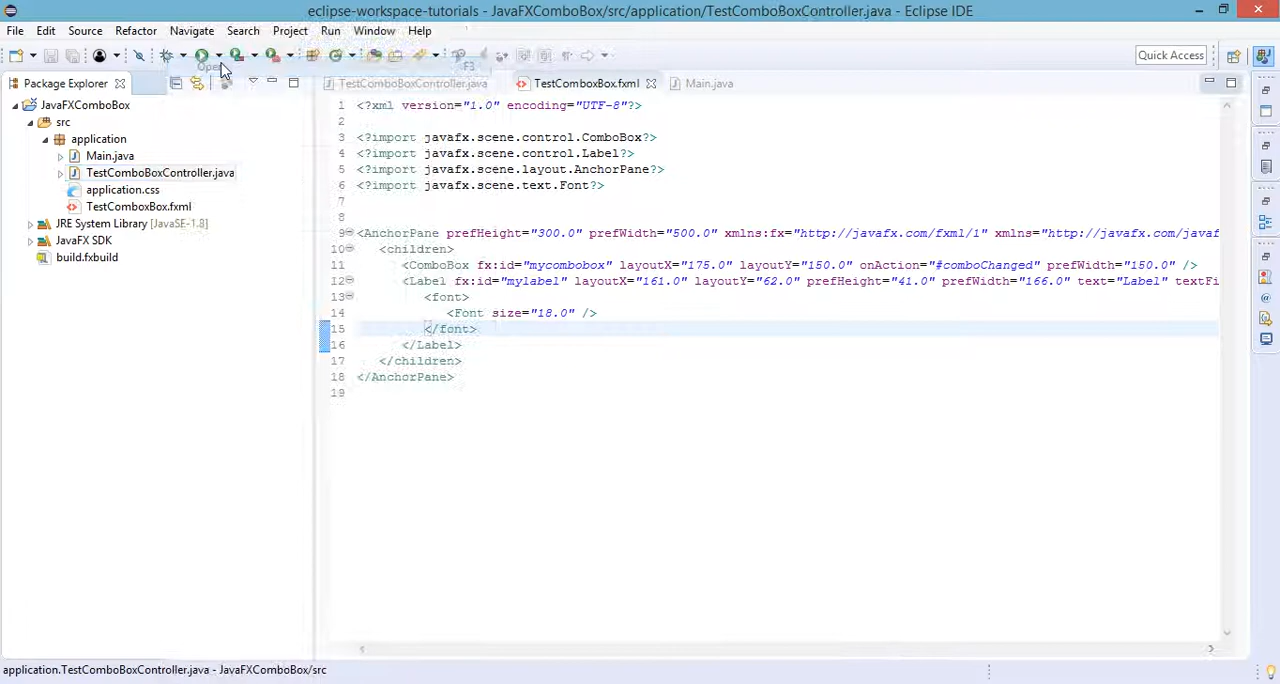 eclipse-workspace-tutorials - JavaFXComboBox/src/application/TestComboBoxController.java - Eclipse IDE
File Edit Source Refactor Navigate Search Project Run Window Help
Open F3 Quick Access
Package Explorer TestComboBoxController.java TestComboxBox.fxml Main.java
JavaFXComboBox
src
application
Main.java
TestComboBoxController.java
application.css
TestComboxBox.fxml
JRE System Library [JavaSE-1.8]
JavaFX SDK
build.fxbuild
1 <?xml version="1.0" encoding="UTF-8"?>
2
3 <?import javafx.scene.control.ComboBox?>
4 <?import javafx.scene.control.Label?>
5 <?import javafx.scene.layout.AnchorPane?>
6 <?import javafx.scene.text.Font?>
7
8
9 <AnchorPane prefHeight="300.0" prefWidth="500.0" xmlns:fx="http://javafx.com/fxml/1" xmlns="http://javafx.com/javaf
10 <children>
11 <ComboBox fx:id="mycombobox" layoutX="175.0" layoutY="150.0" onAction="#comboChanged" prefWidth="150.0" />
12 <Label fx:id="mylabel" layoutX="161.0" layoutY="62.0" prefHeight="41.0" prefWidth="166.0" text="Label" textFi
13 <font>
14 <Font size="18.0" />
15 </font>
16 </Label>
17 </children>
18 </AnchorPane>
19
application.TestComboBoxController.java - JavaFXComboBox/src